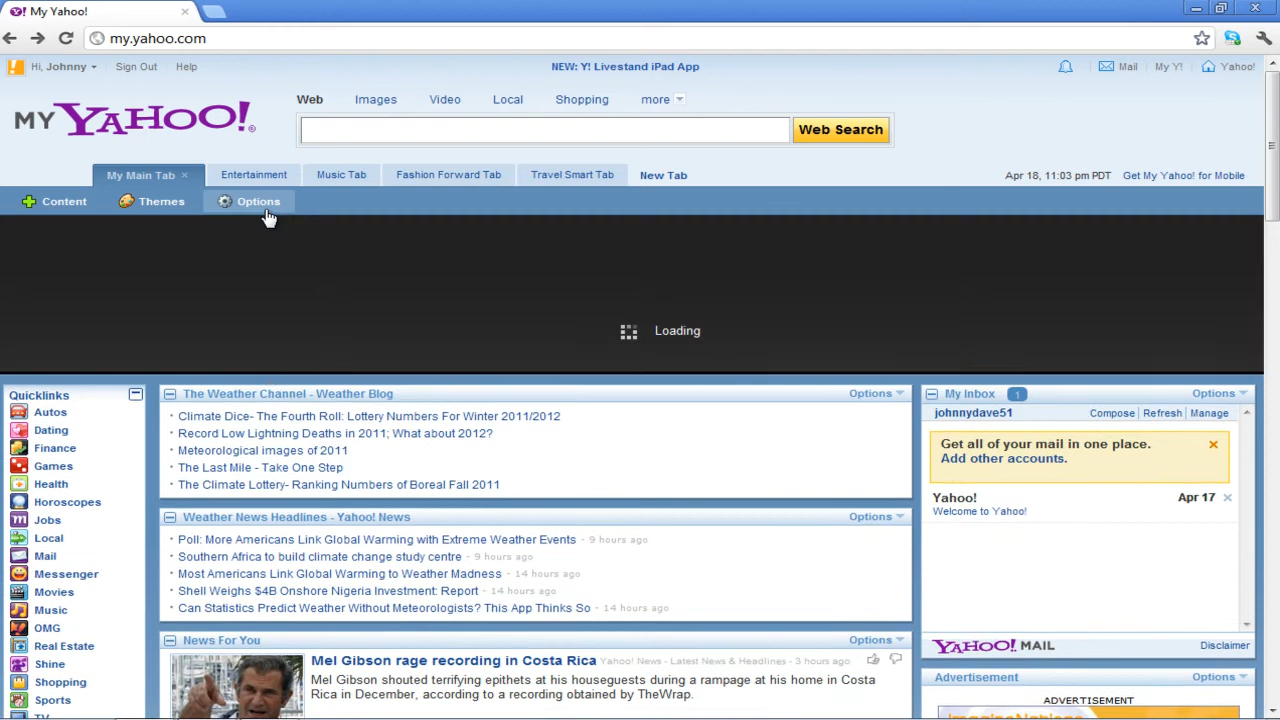 My Yahoo!
my.yahoo.com
Hi, Johnny Sign Out Help NEW: Y! Livestand iPad App Mail My Y! Yahoo!
Web Images Video Local Shopping more
MY YAHOO!
Web Search
My Main Tab Entertainment Music Tab Fashion Forward Tab Travel Smart Tab New Tab Apr 18, 11:03 pm PDT Get My Yahoo! for Mobile
Content Themes Options
Loading
Quicklinks
Autos
Dating
Finance
Games
Health
Horoscopes
Jobs
Local
Mail
Messenger
Movies
Music
OMG
Real Estate
Shine
Shopping
Sports
TV
The Weather Channel - Weather Blog Options
Climate Dice- The Fourth Roll: Lottery Numbers For Winter 2011/2012
Record Low Lightning Deaths in 2011; What about 2012?
Meteorological images of 2011
The Last Mile - Take One Step
The Climate Lottery- Ranking Numbers of Boreal Fall 2011
Weather News Headlines - Yahoo! News Options
Poll: More Americans Link Global Warming with Extreme Weather Events - 9 hours ago
Southern Africa to build climate change study centre - 9 hours ago
Most Americans Link Global Warming to Weather Madness - 14 hours ago
Shell Weighs $4B Onshore Nigeria Investment: Report - 14 hours ago
Can Statistics Predict Weather Without Meteorologists? This App Thinks So - 14 hours ago
News For You Options
Mel Gibson rage recording in Costa Rica Yahoo! News - Latest News & Headlines - 3 hours ago
Mel Gibson shouted terrifying epithets at his houseguests during a rampage at his home in Costa
Rica in December, according to a recording obtained by TheWrap.
My Inbox 1 Options
johnnydave51 Compose Refresh Manage
Get all of your mail in one place.
Add other accounts.
Yahoo! Apr 17
Welcome to Yahoo!
YAHOO! MAIL Disclaimer
Advertisement Options
ADVERTISEMENT